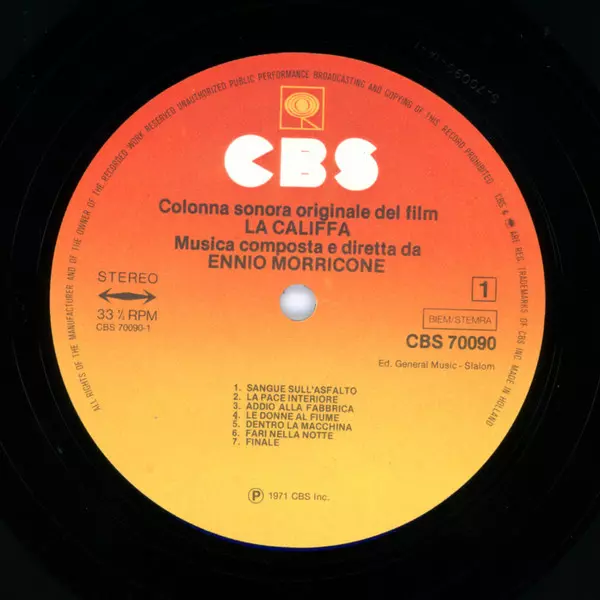 ALL RIGHTS OF THE MANUFACTURER AND OF THE OWNER OF THE RECORDED WORK RESERVED UNAUTHORIZED PUBLIC PERFORMANCE BROADCASTING AND COPYING OF THIS RECORD PROHIBITED
CBS & ARE REG. TRADEMARKS OF CBS INC. MADE IN HOLLAND
CBS
Colonna sonora originale del film
LA CALIFFA
Musica composta e diretta da
ENNIO MORRICONE
STEREO
33 ⅓ RPM
CBS 70090-1
1
BIEM/STEMRA
CBS 70090
Ed. General Music - Slalom
1. SANGUE SULL'ASFALTO
2. LA PACE INTERIORE
3. ADDIO ALLA FABBRICA
4. LE DONNE AL FIUME
5. DENTRO LA MACCHINA
6. FARI NELLA NOTTE
7. FINALE
℗ 1971 CBS Inc.